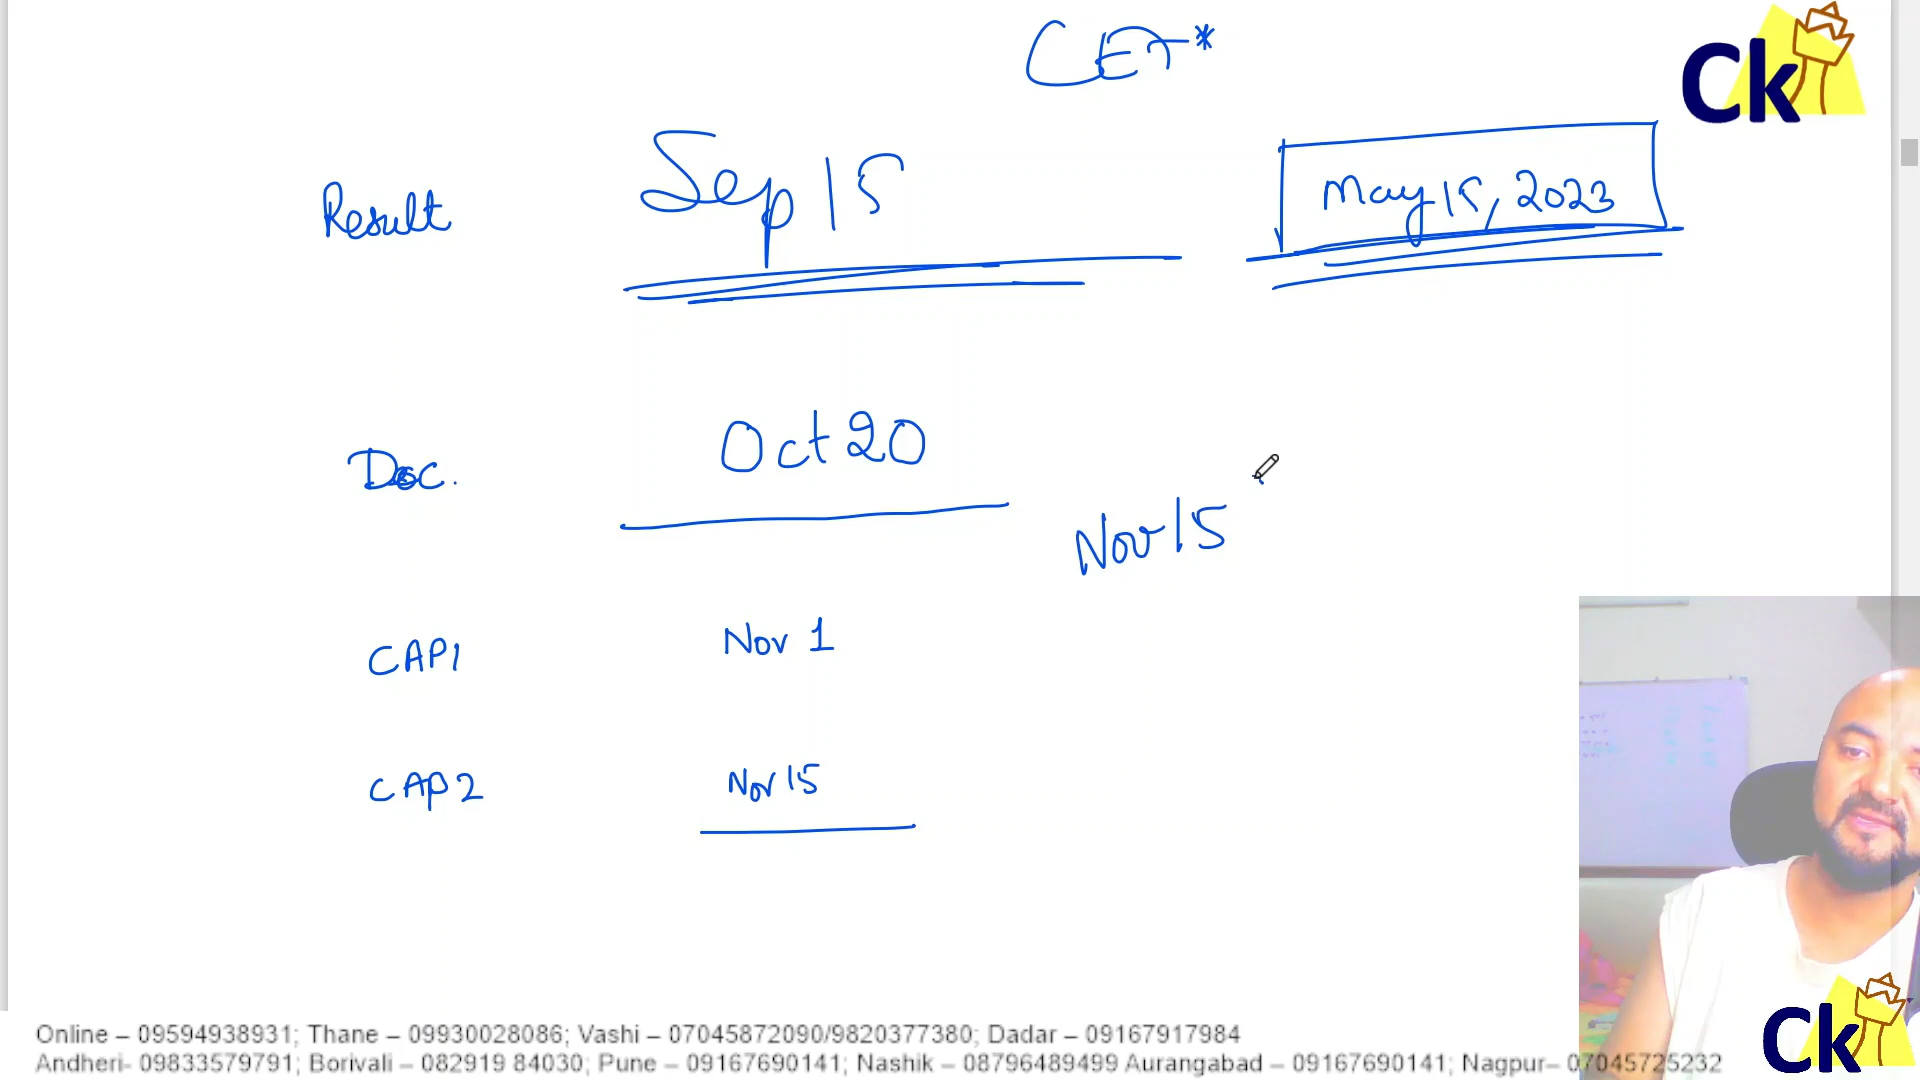 CET*
Ck
Result Sep 15 May 15, 2023
Doc. Oct 20
Nov 15
CAP1 Nov 1
CAP2 Nov 15
Ck
Online – 09594938931; Thane – 09930028086; Vashi – 07045872090/9820377380; Dadar – 09167917984
Andheri- 09833579791; Borivali – 082919 84030; Pune – 09167690141; Nashik – 08796489499 Aurangabad – 09167690141; Nagpur– 07045725232